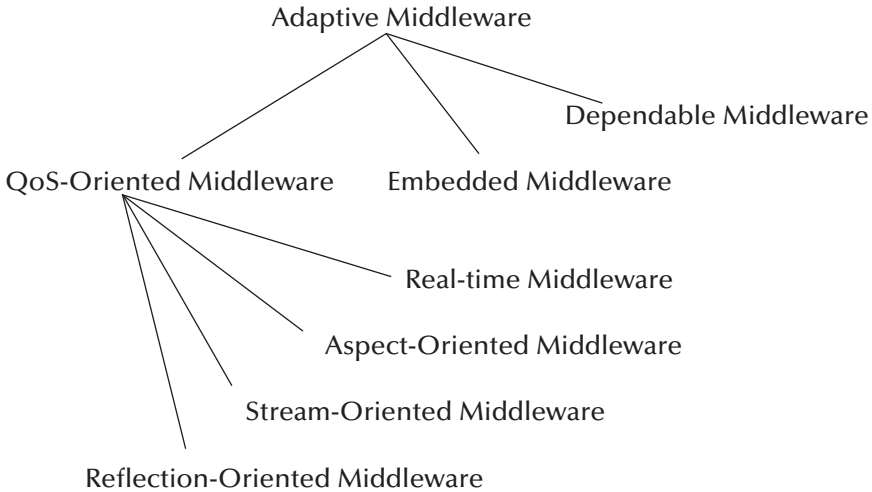 Adaptive Middleware
Dependable Middleware
QoS-Oriented Middleware
Embedded Middleware
Real-time Middleware
Aspect-Oriented Middleware
Stream-Oriented Middleware
Reflection-Oriented Middleware